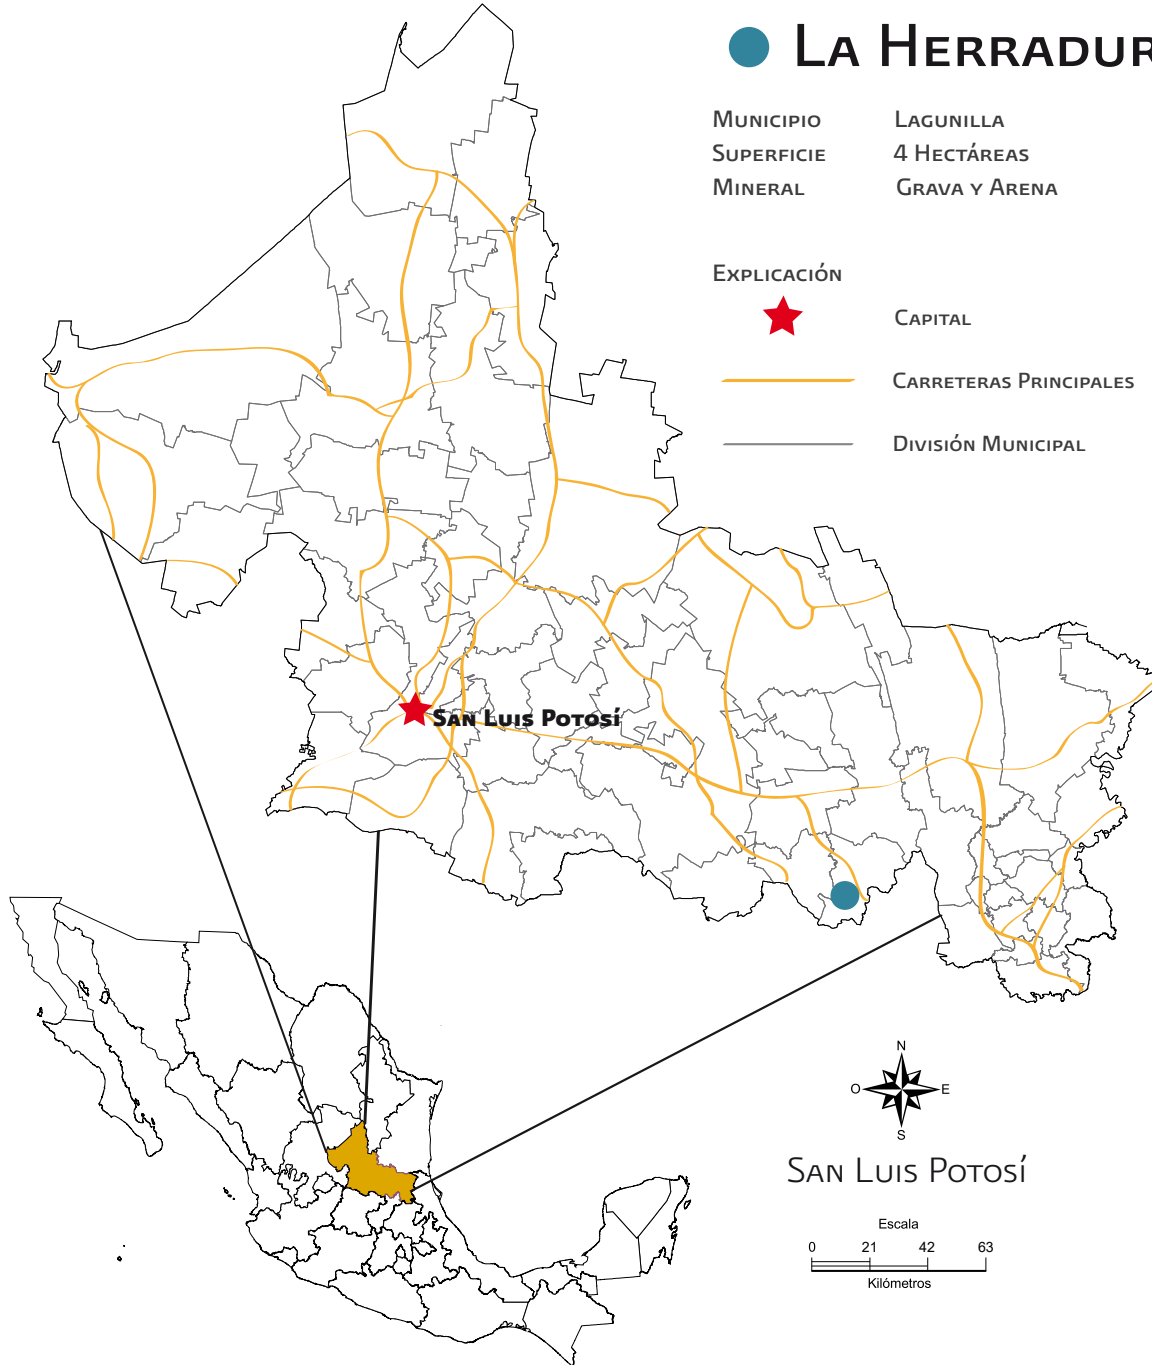 La Herradur
Municipio Lagunilla
Superficie 4 Hectáreas
Mineral Grava y Arena
Explicación
Capital
Carreteras Principales
División Municipal
San Luis Potosí
N
O E
S
San Luis Potosí
Escala
0 21 42 63
Kilómetros